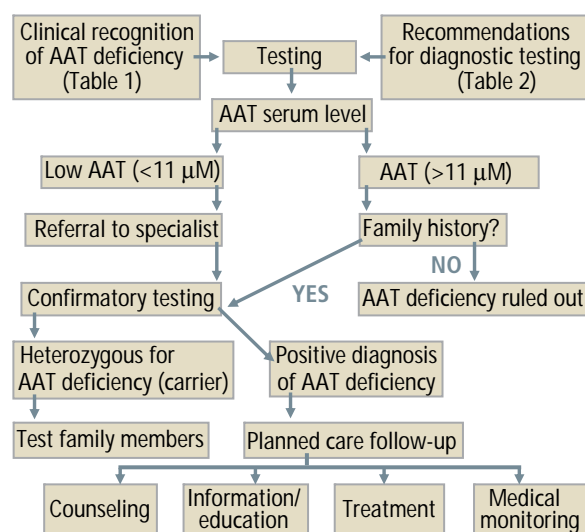 Clinical recognition
of AAT deficiency
(Table 1)
Testing
Recommendations
for diagnostic testing
(Table 2)
AAT serum level
Low AAT (<11 µM)
AAT (>11 µM)
Referral to specialist
Family history?
NO
YES
Confirmatory testing
AAT deficiency ruled out
Heterozygous for
AAT deficiency (carrier)
Positive diagnosis
of AAT deficiency
Test family members
Planned care follow-up
Counseling
Information/
education
Treatment
Medical
monitoring